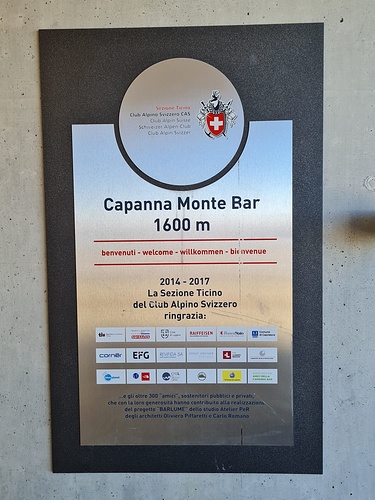 Sezione Ticino
Club Alpino Svizzero CAS
Club Alpin Suisse
Schweizer Alpen Club
Club Alpin Svizzer
Capanna Monte Bar
1600 m
benvenuti - welcome - willkommen - bienvenue
2014 - 2017
La Sezione Ticino
del Club Alpino Svizzero
ringrazia:
RAIFFEISEN
cornèr EFG
...e gli oltre 300 "amici", sostenitori pubblici e privati,
che con la loro generosità hanno contribuito alla realizzazione
del progetto "BARLUME" dello studio Atelier PeR
degli architetti Oliviero Piffaretti e Carlo Romano